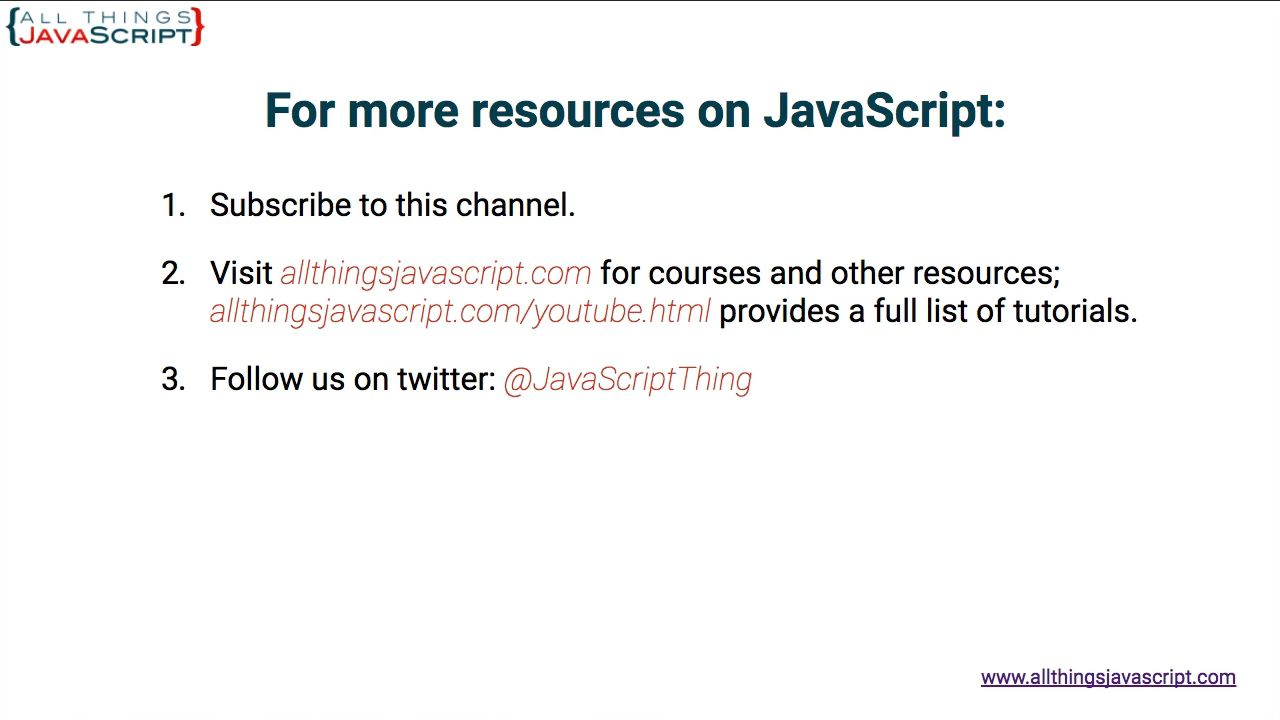 {ALL THINGS
JAVASCRIPT}
For more resources on JavaScript:
1. Subscribe to this channel.
2. Visit allthingsjavascript.com for courses and other resources;
allthingsjavascript.com/youtube.html provides a full list of tutorials.
3. Follow us on twitter: @JavaScriptThing
www.allthingsjavascript.com